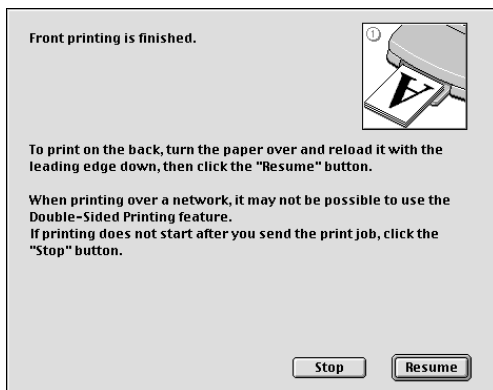 Front printing is finished.
①
A
To print on the back, turn the paper over and reload it with the
leading edge down, then click the "Resume" button.
When printing over a network, it may not be possible to use the
Double-Sided Printing feature.
If printing does not start after you send the print job, click the
"Stop" button.
Stop
Resume